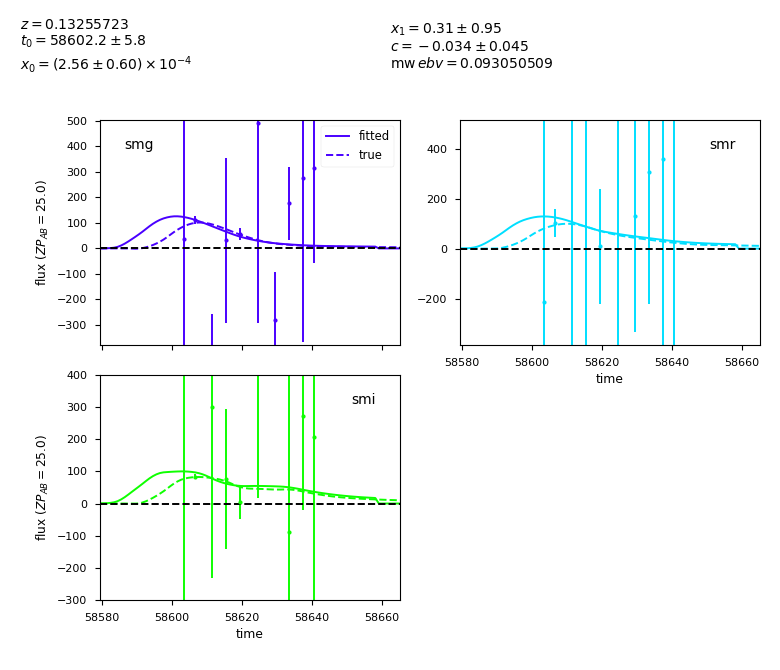 z = 0.13255723
t₀ = 58602.2 ± 5.8
x₀ = (2.56 ± 0.60) × 10⁻⁴
x₁ = 0.31 ± 0.95
c = −0.034 ± 0.045
mw ebv = 0.093050509
500
400
300
200
100
0
−100
−200
−300
flux (ZP_AB = 25.0)
smg
fitted
true
400
200
0
−200
smr
58580
58600
58620
58640
58660
time
400
300
200
100
0
−100
−200
−300
flux (ZP_AB = 25.0)
smi
58580
58600
58620
58640
58660
time